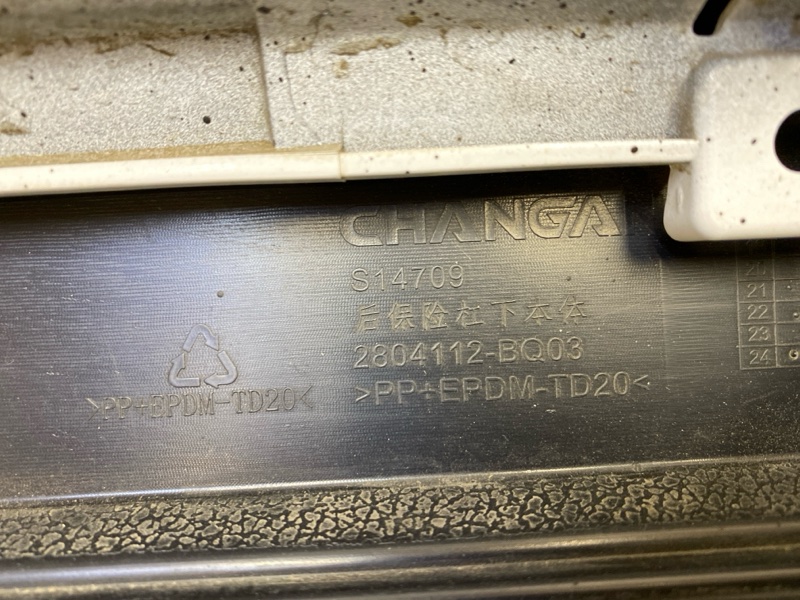 CHANGA
S14709
后保险杠下本体
2804112-BQ03
>PP+EPDM-TD20<
>PP+EPDM-TD20<
20
21
22
23
24